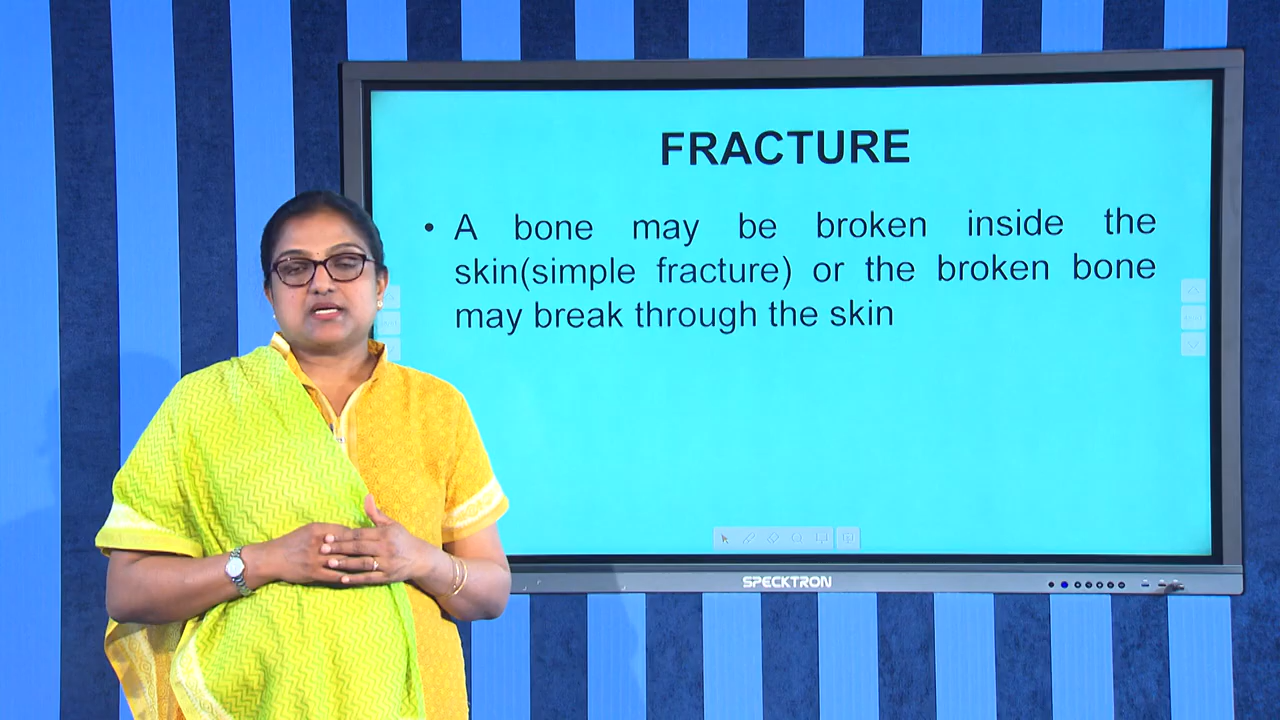 FRACTURE
• A bone may be broken inside the
skin(simple fracture) or the broken bone
may break through the skin
SPECKTRON